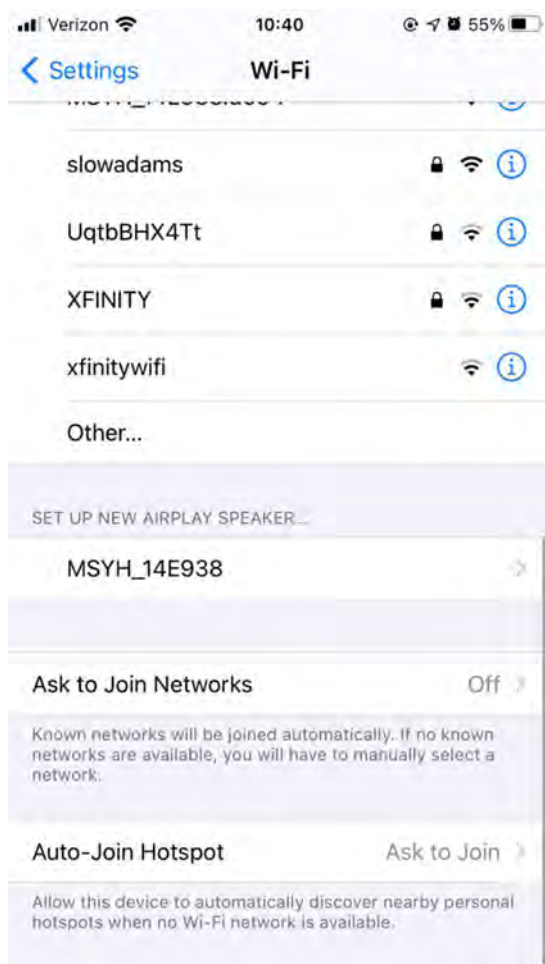 Verizon 10:40 55%
Settings Wi-Fi
slowadams
UqtbBHX4Tt
XFINITY
xfinitywifi
Other...
SET UP NEW AIRPLAY SPEAKER...
MSYH_14E938
Ask to Join Networks Off
Known networks will be joined automatically. If no known
networks are available, you will have to manually select a
network.
Auto-Join Hotspot Ask to Join
Allow this device to automatically discover nearby personal
hotspots when no Wi-Fi network is available.